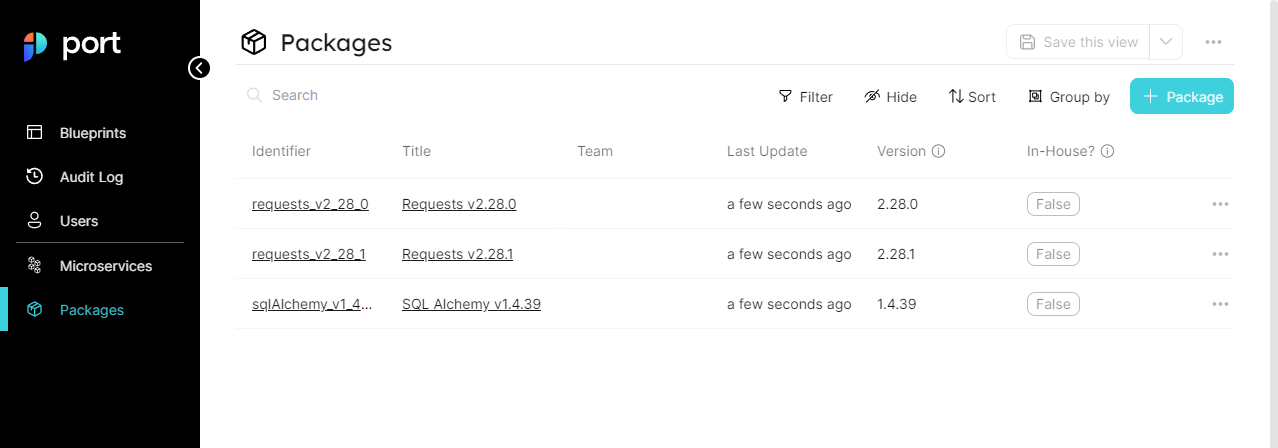 port
Packages
Save this view
Search
Filter
Hide
Sort
Group by
Package
Blueprints
Audit Log
Users
Microservices
Packages
Identifier Title Team Last Update Version In-House?
requests_v2_28_0 Requests v2.28.0 a few seconds ago 2.28.0 False
requests_v2_28_1 Requests v2.28.1 a few seconds ago 2.28.1 False
sqlAlchemy_v1_4... SQL Alchemy v1.4.39 a few seconds ago 1.4.39 False